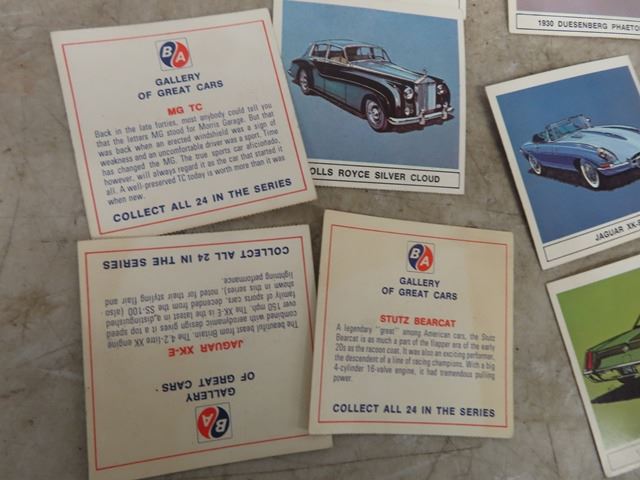 BA
GALLERY
OF GREAT CARS
MG TC
Back in the late forties, most anybody could tell you
that the letters MG stood for Morris Garage. But that
was back when an erected windshield was a sign of
weakness and an uncomfortable driver was a sport. Time
has changed the MG. The true sports car aficionado,
however, will always regard it as the car that started it
all. A well-preserved TC today is worth more than it was
when new.
COLLECT ALL 24 IN THE SERIES
OLLS ROYCE SILVER CLOUD
1930 DUESENBERG PHAETO
JAGUAR XK-
BA
GALLERY
OF GREAT CARS
JAGUAR XK-E
The beautiful beast from Britain. The 4.2-litre XK engine
combined with aerodynamic design gives it a top speed
over 150 mph. The XK-E is the latest in a distinguished
family of sports cars, descended from the SS-100 (also
shown in this series), noted for their styling flair and
lightning performance.
COLLECT ALL 24 IN THE SERIES
BA
GALLERY
OF GREAT CARS
STUTZ BEARCAT
A legendary "great" among American cars, the Stutz
Bearcat is as much a part of the flapper era of the early
20s as the racoon coat. It was also an exciting performer,
the descendent of a line of racing champions. With a big
4-cylinder 16-valve engine, it had tremendous pulling
power.
COLLECT ALL 24 IN THE SERIES